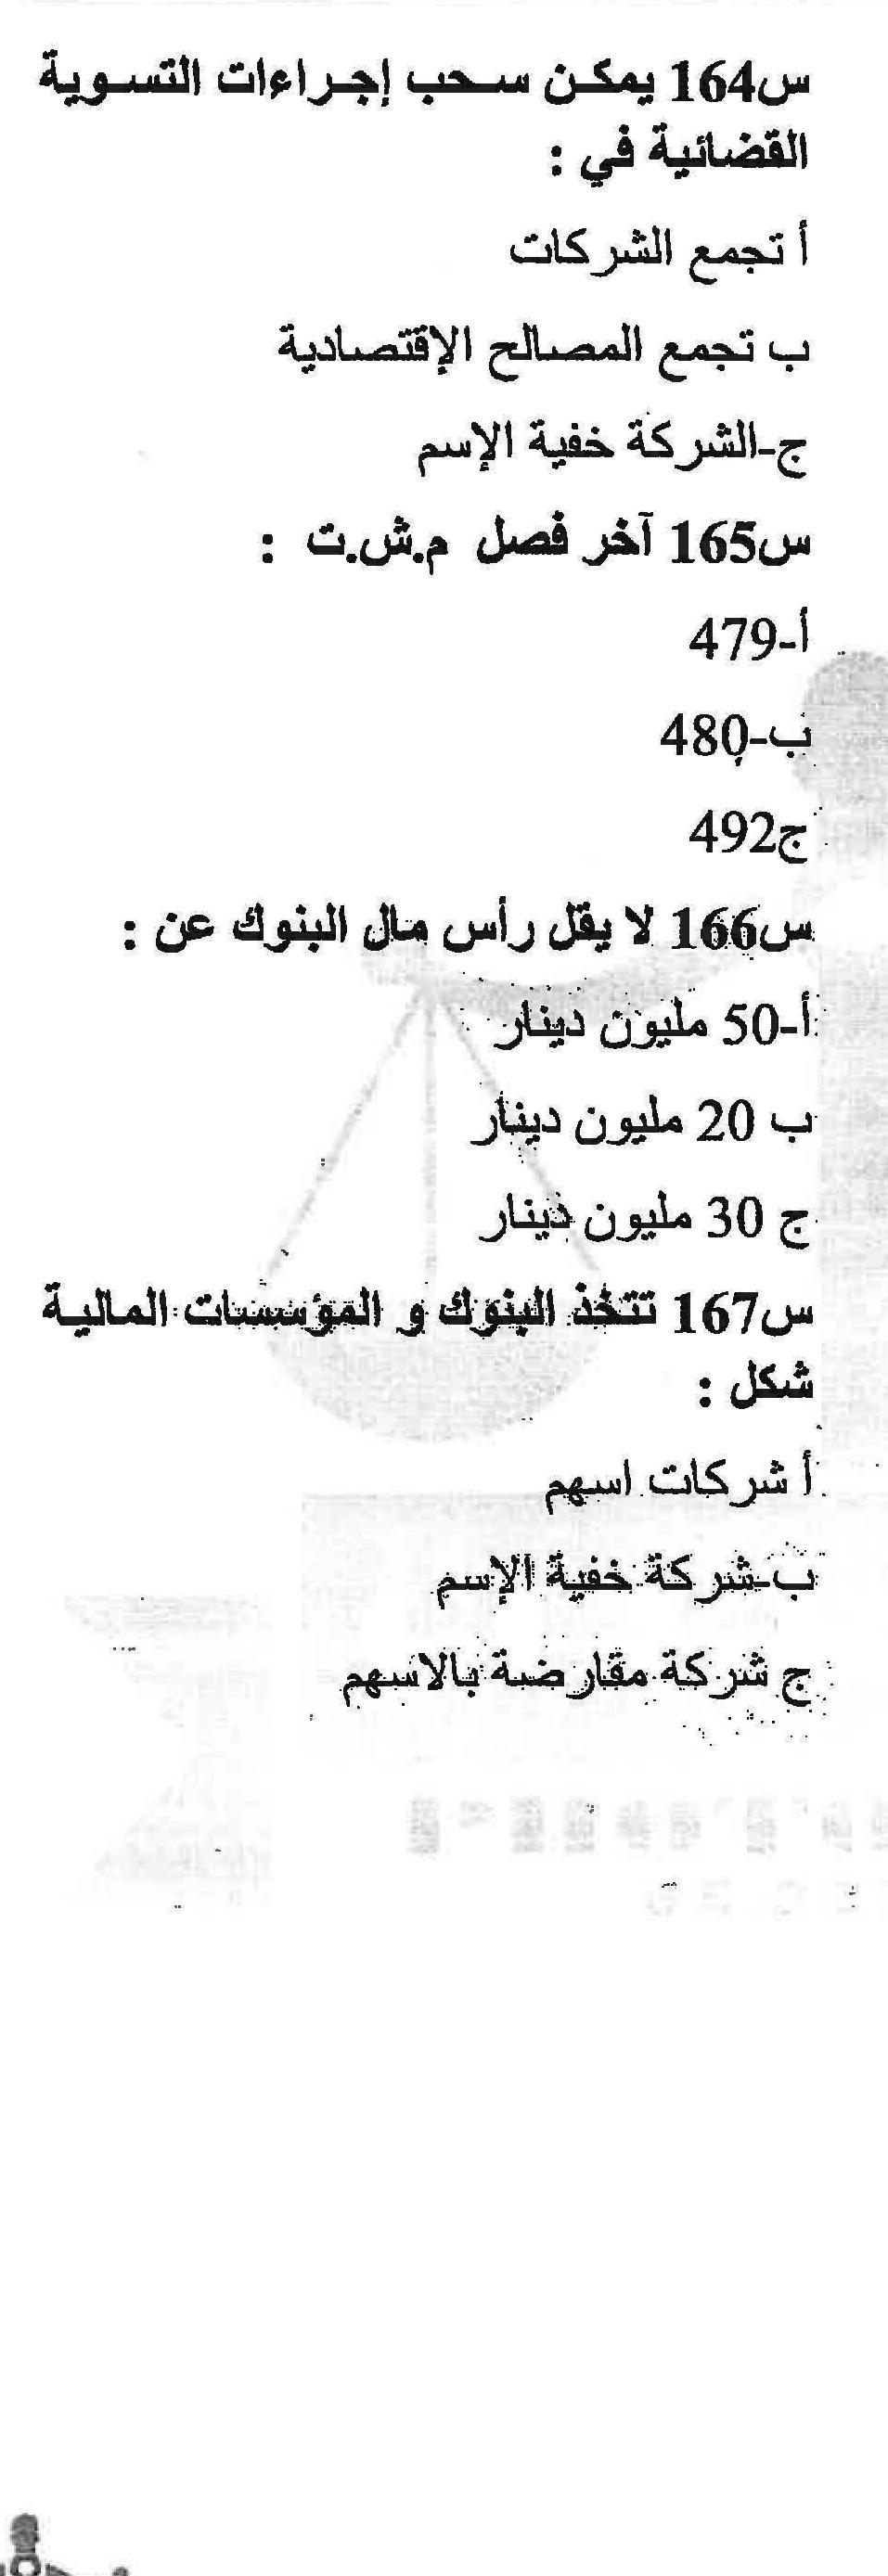 س164 يمكن سحب إجراءات التسوية
القضائية في :
أ تجمع الشركات
ب تجمع المصالح الإقتصادية
ج-الشركة خفية الإسم
س165 آخر فصل م.ش.ت :
أ-479
ب-480
ج492
س166 لا يقل رأس مال البنوك عن :
أ-50 مليون دينار
ب 20 مليون دينار
ج 30 مليون دينار
س167 تتخذ البنوك و المؤسسات المالية
شكل :
أ شركات اسهم
ب-شركة خفية الإسم
ج شركة مقارضة بالاسهم